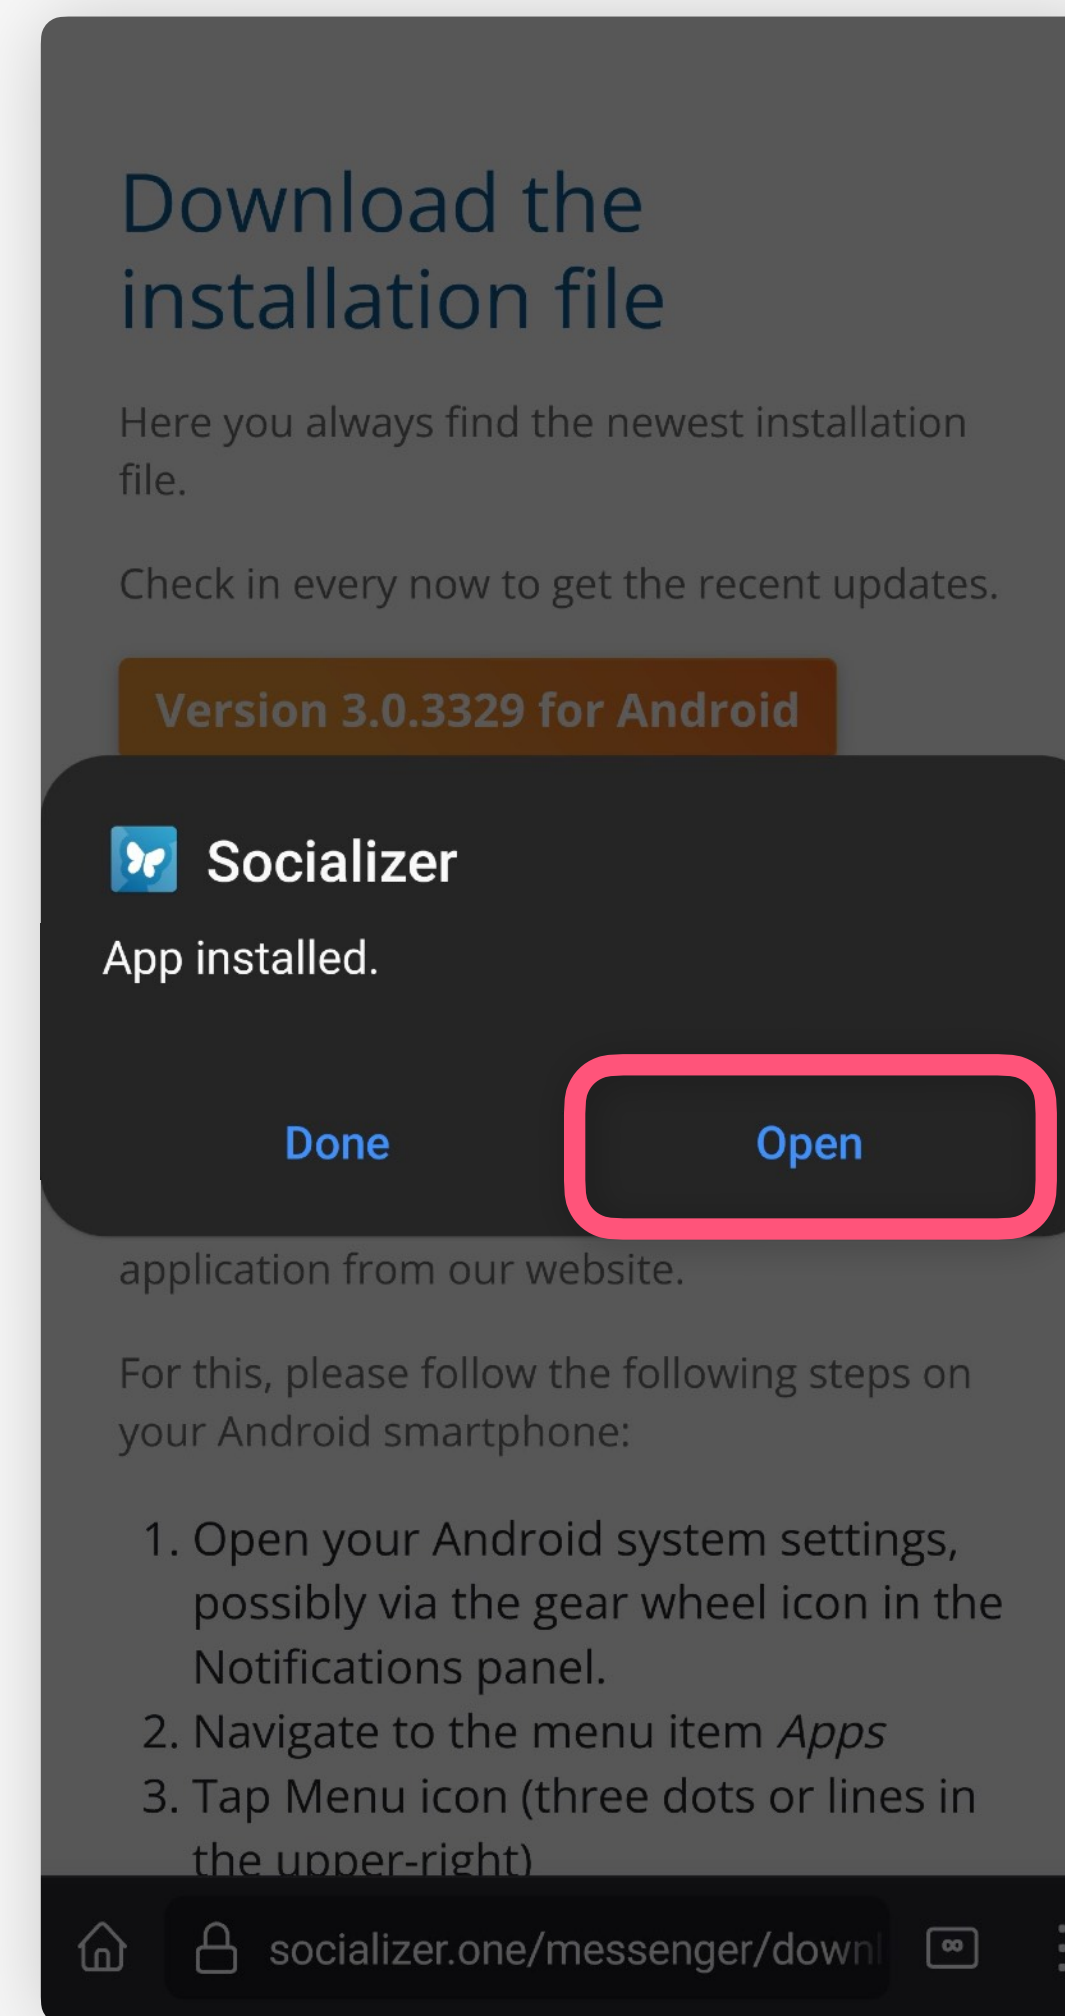 Download the
installation file
Here you always find the newest installation
file.
Check in every now to get the recent updates.
Version 3.0.3329 for Android
Socializer
App installed.
Done Open
application from our website.
For this, please follow the following steps on
your Android smartphone:
1. Open your Android system settings,
possibly via the gear wheel icon in the
Notifications panel.
2. Navigate to the menu item Apps
3. Tap Menu icon (three dots or lines in
the upper-right)
socializer.one/messenger/downl